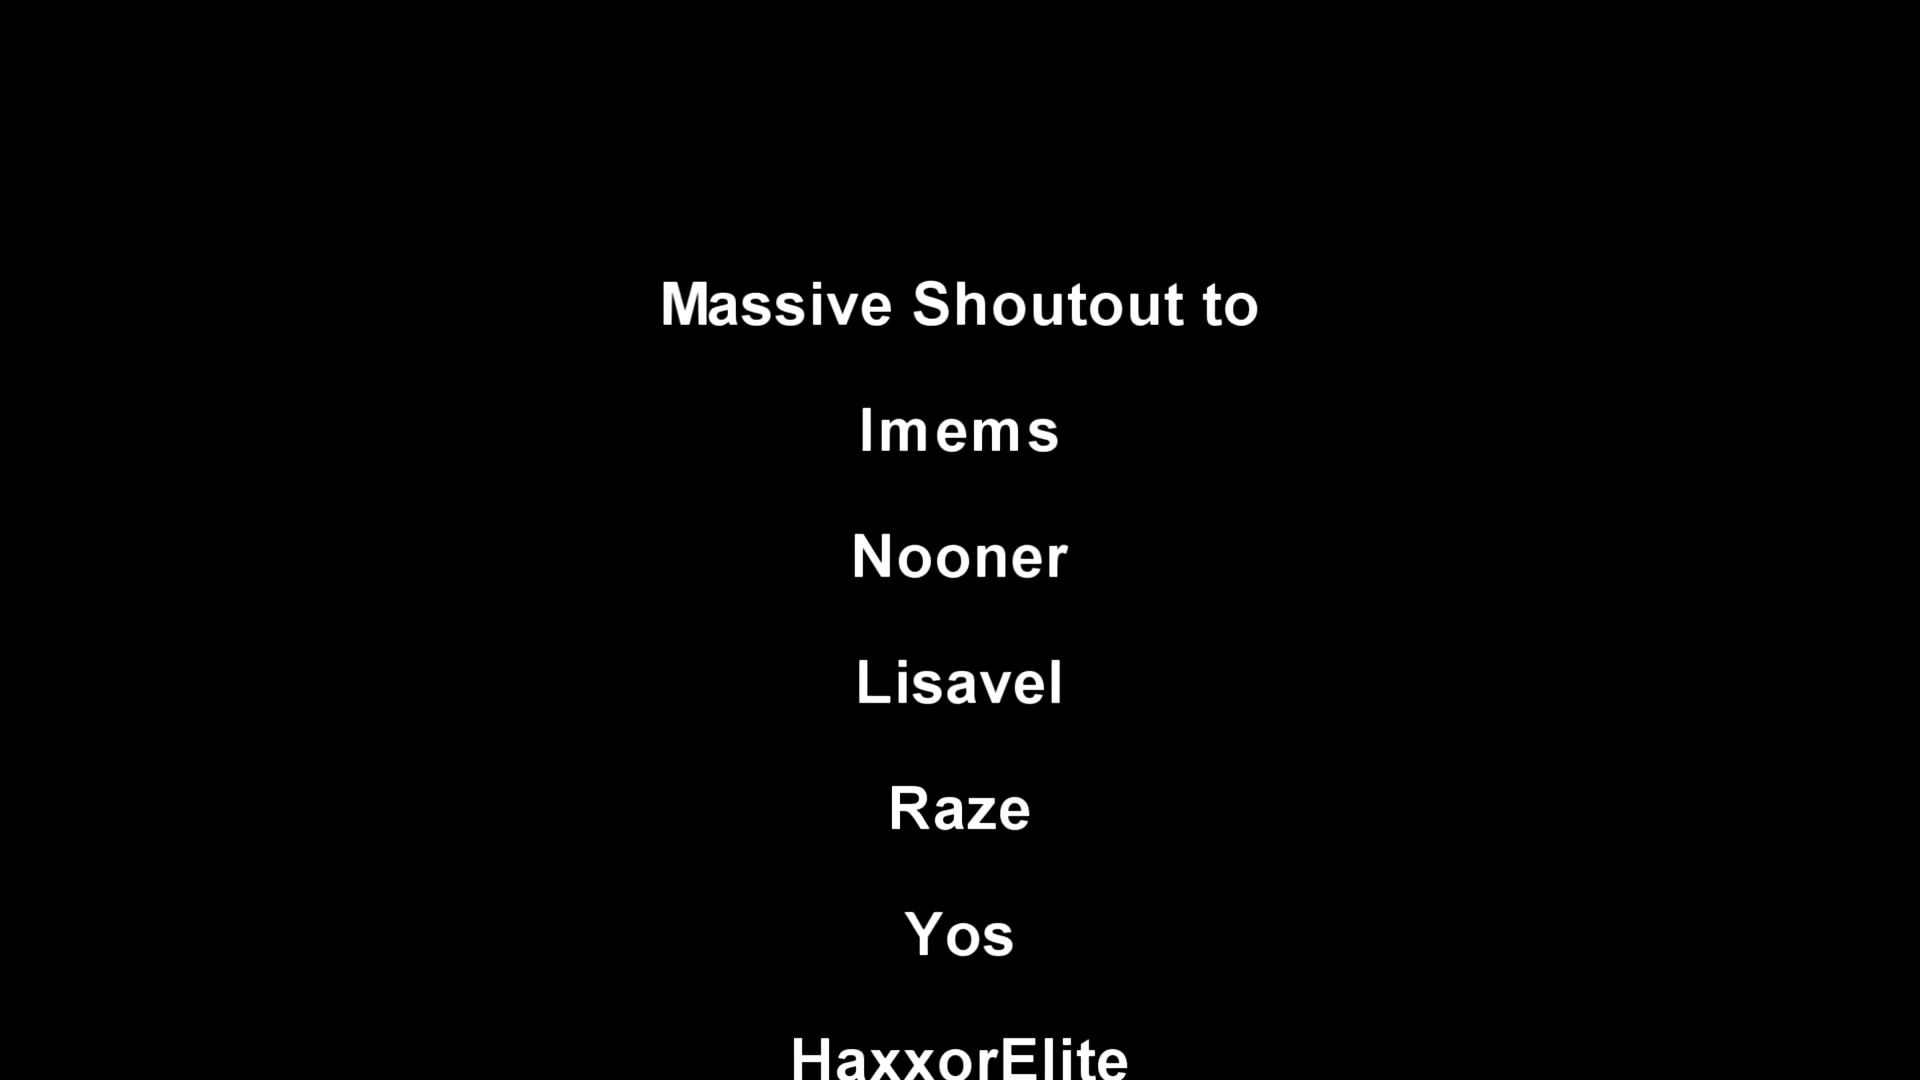 Massive Shoutout to
Imems
Nooner
Lisavel
Raze
Yos
HaxxorElite